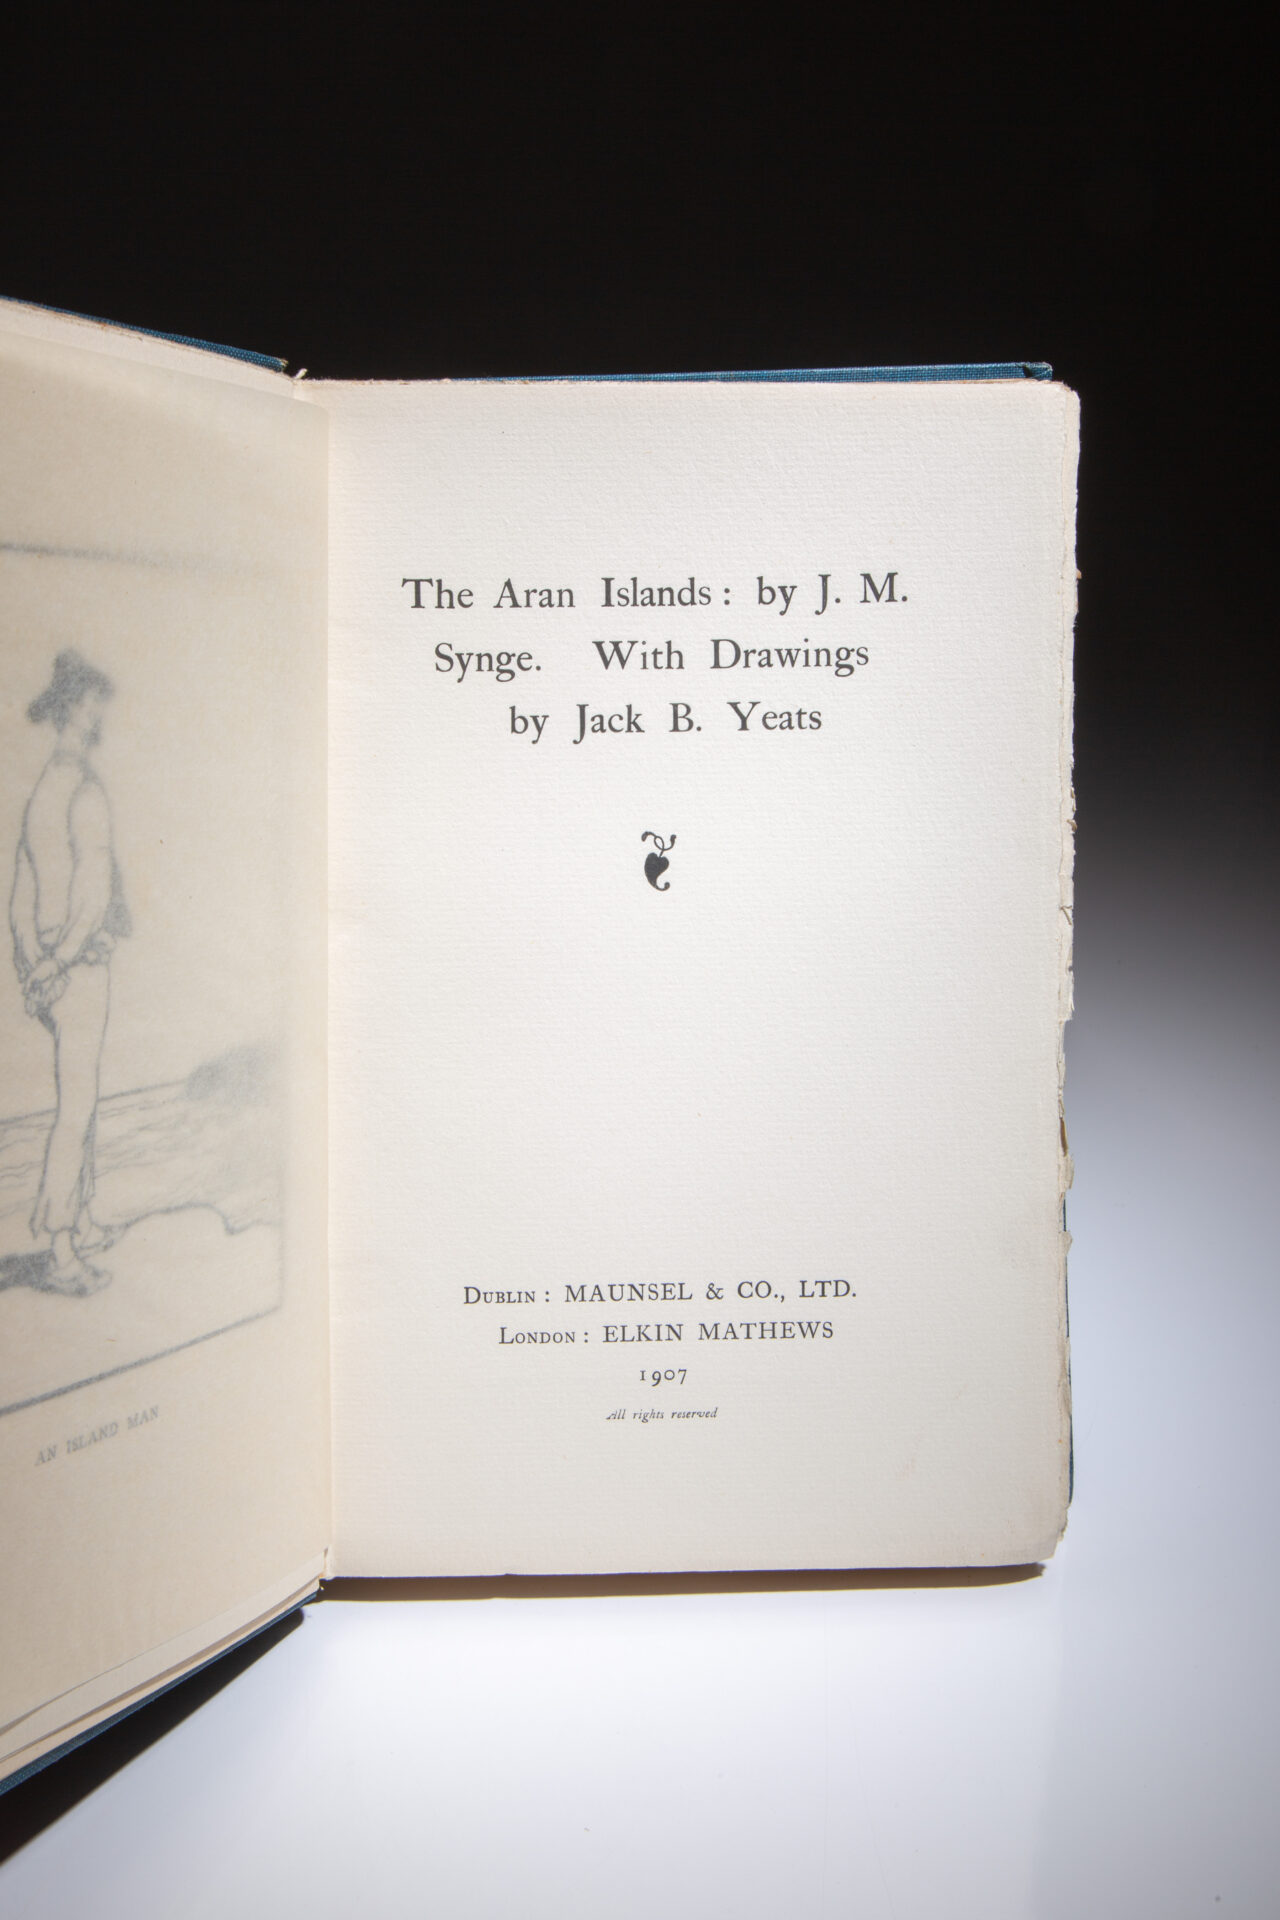 AN ISLAND MAN
The Aran Islands : by J. M.
Synge. With Drawings
by Jack B. Yeats
Dublin : MAUNSEL & CO., LTD.
London : ELKIN MATHEWS
1907
All rights reserved